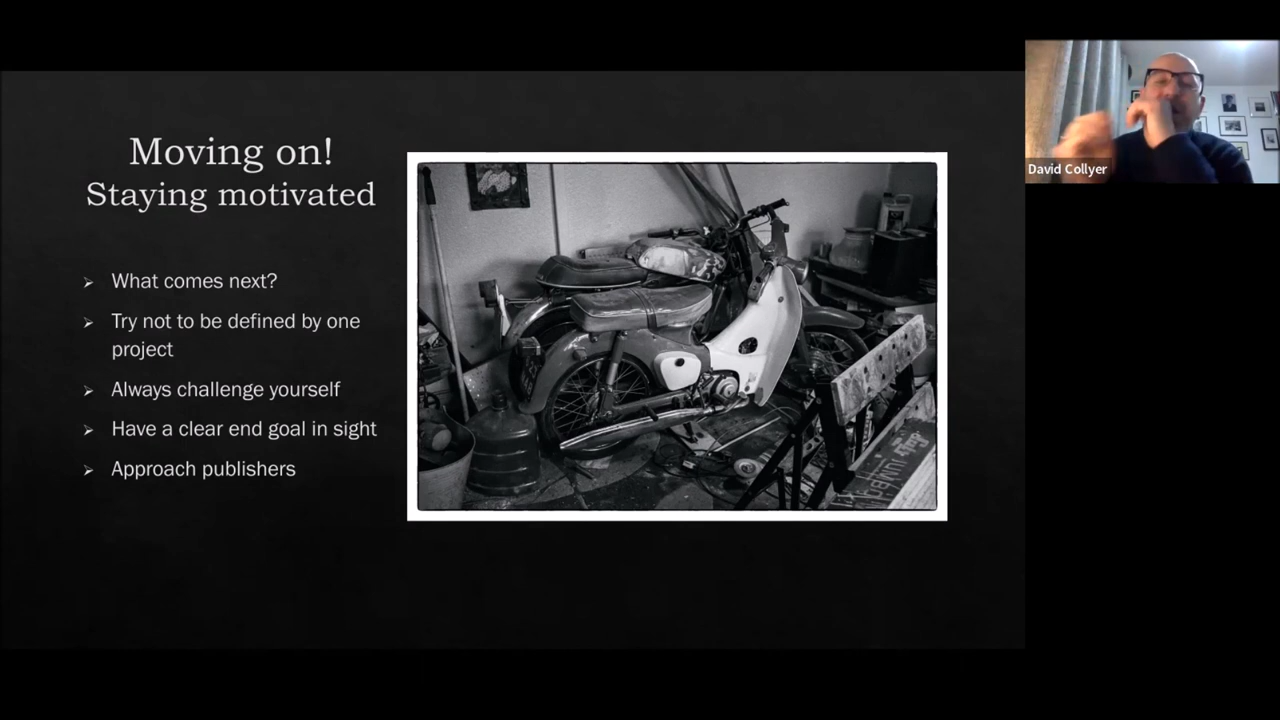 Moving on!
Staying motivated
What comes next?
Try not to be defined by one
project
Always challenge yourself
Have a clear end goal in sight
Approach publishers
David Collyer